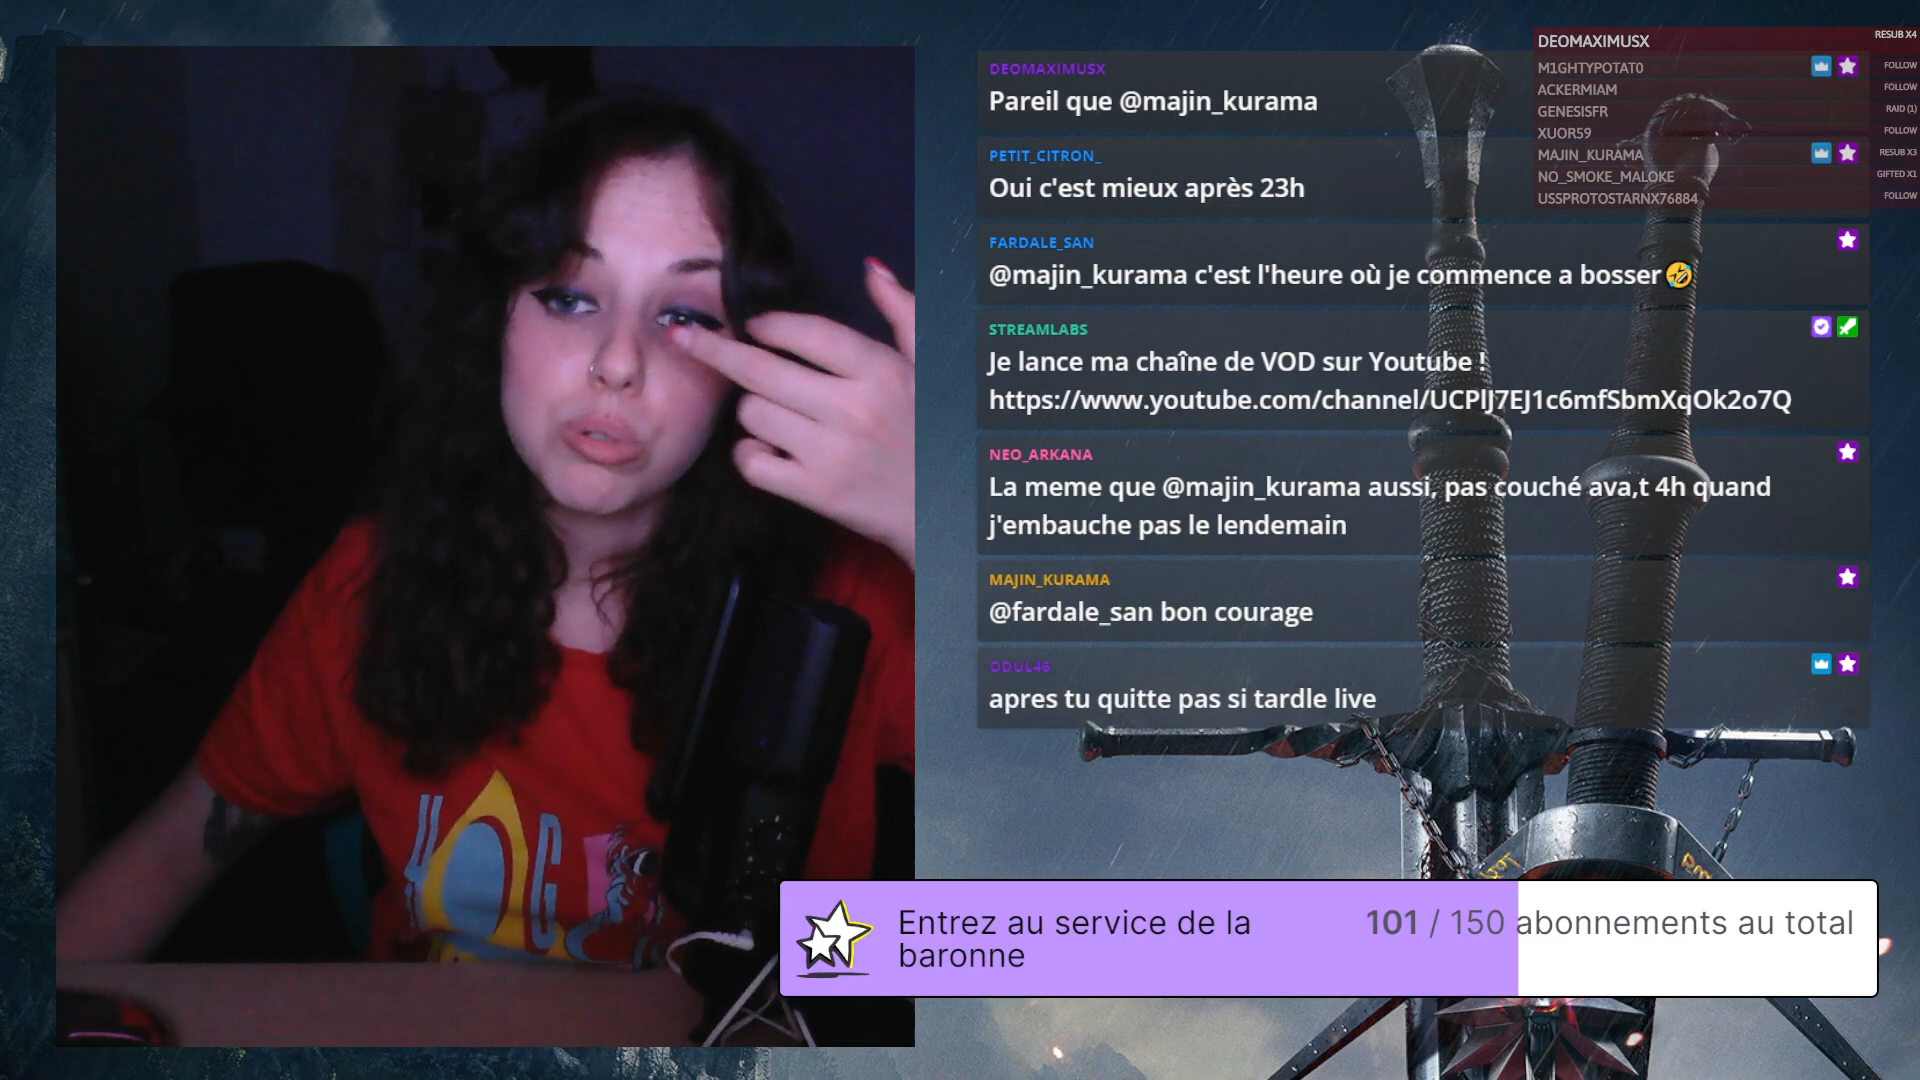 DEOMAXIMUSX
Pareil que @majin_kurama
PETIT_CITRON_
Oui c'est mieux après 23h
FARDALE_SAN
@majin_kurama c'est l'heure où je commence a bosser🤣
STREAMLABS
Je lance ma chaîne de VOD sur Youtube !
https://www.youtube.com/channel/UCPlJ7EJ1c6mfSbmXqOk2o7Q
NEO_ARKANA
La meme que @majin_kurama aussi, pas couché ava,t 4h quand
j'embauche pas le lendemain
MAJIN_KURAMA
@fardale_san bon courage
ODUL46
apres tu quitte pas si tardle live
DEOMAXIMUSX RESUB X4
M1GHTYPOTAT0 FOLLOW
ACKERMIAM FOLLOW
GENESISFR RAID (1)
XUOR59 FOLLOW
MAJIN_KURAMA RESUB X3
NO_SMOKE_MALOKE GIFTED X1
USSPROTOSTARNX76884 FOLLOW
Entrez au service de la
baronne
101 / 150 abonnements au total